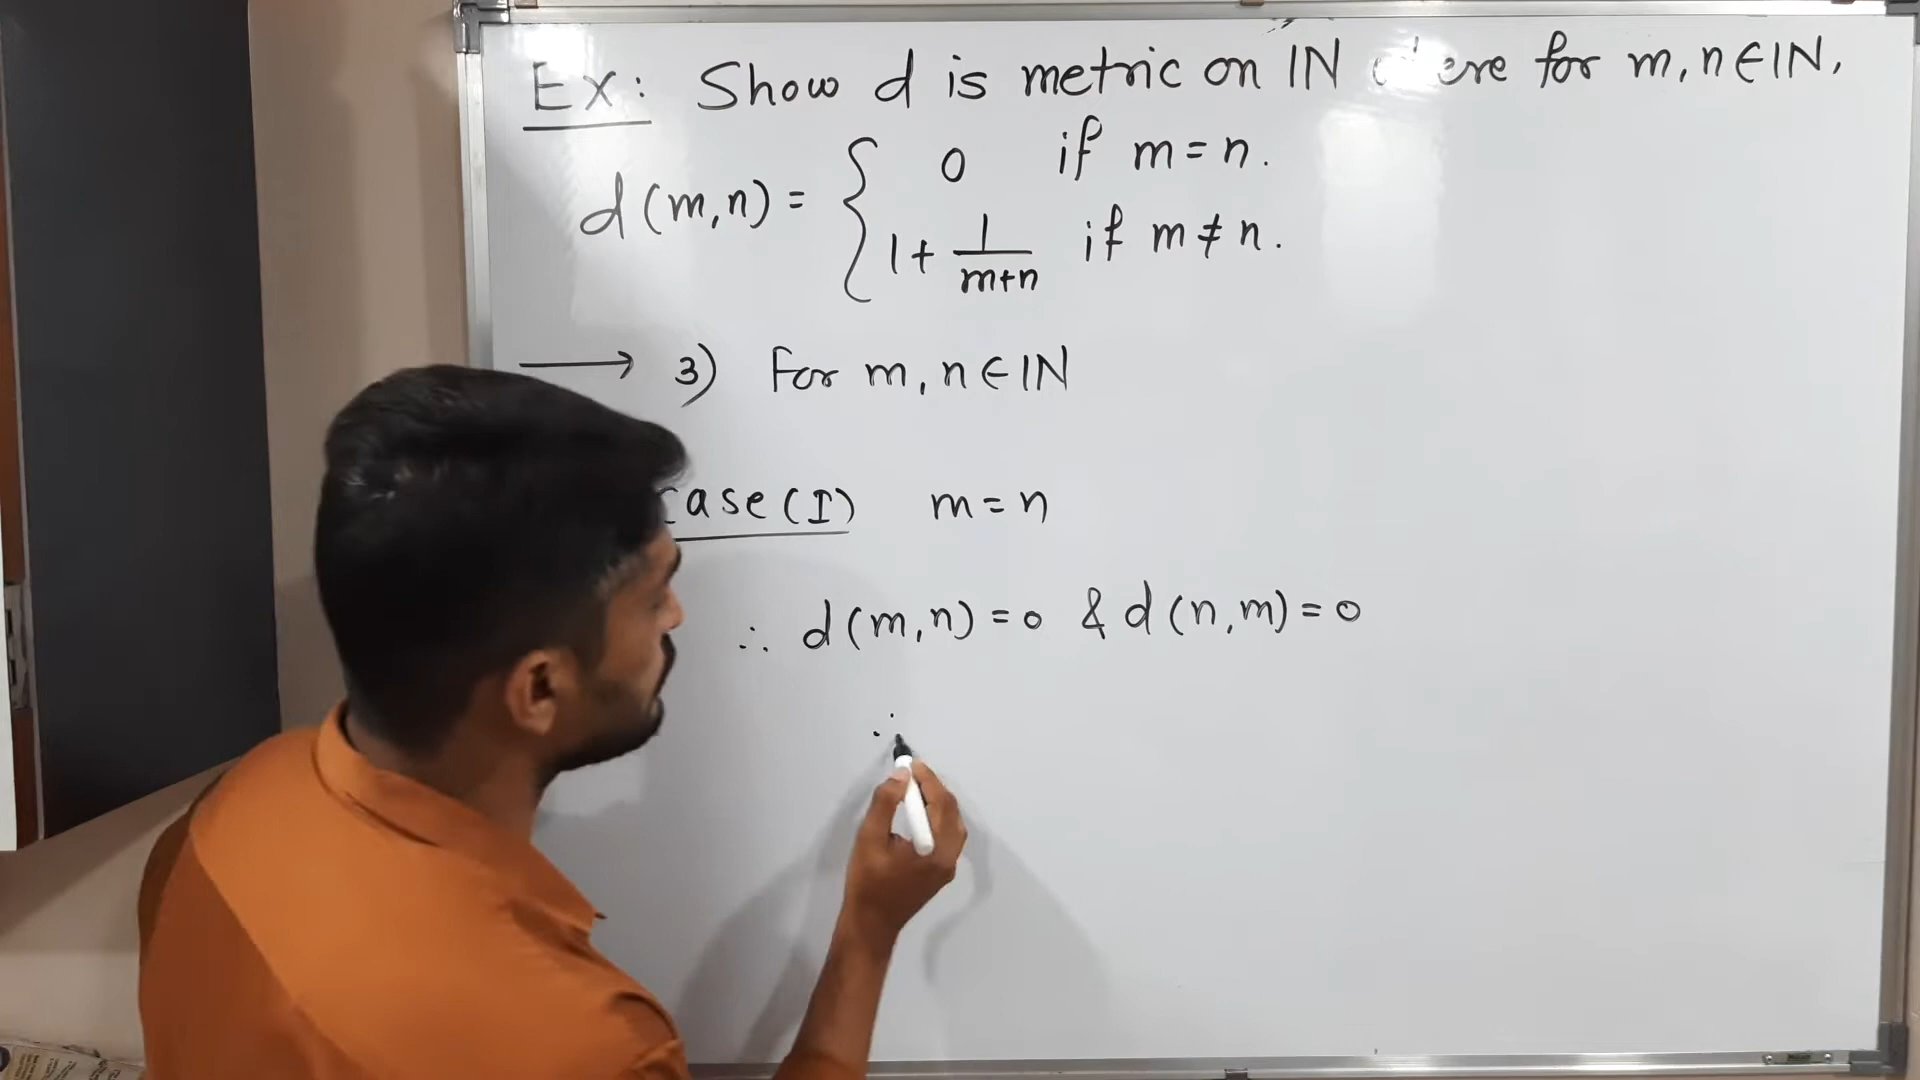 Ex: Show d is metric on IN for m,n∈IN,
d(m,n) = { 0 if m=n.
1+ 1/(m+n) if m≠n.
⟶ 3) For m,n∈IN
case(I) m=n
∴ d(m,n)=0 & d(n,m)=0
∴